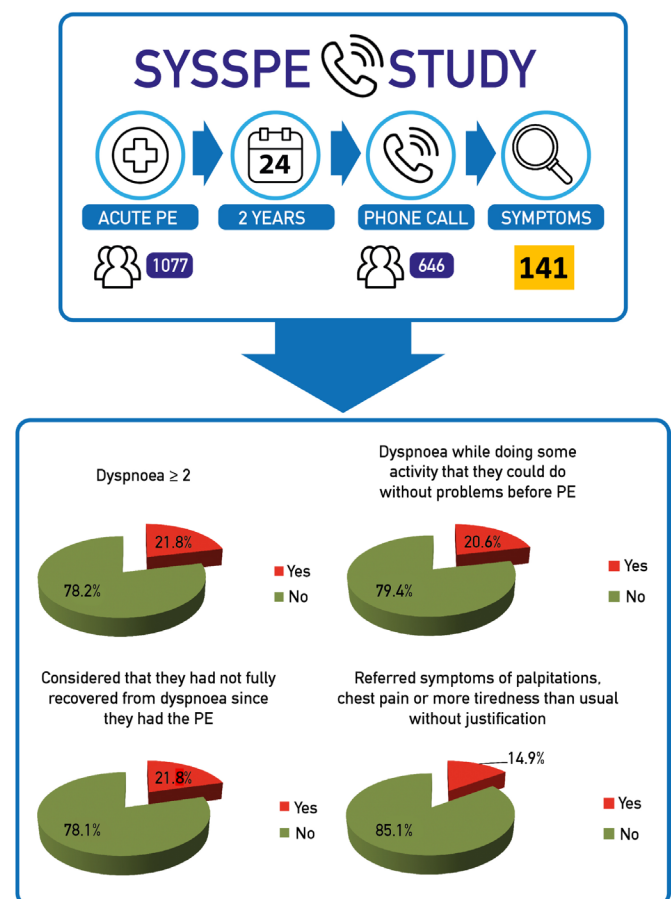 SYSSPE STUDY
24
ACUTE PE
2 YEARS
PHONE CALL
SYMPTOMS
1077
646
141
Dyspnoea ≥ 2
21.8%
78.2%
Yes
No
Dyspnoea while doing some
activity that they could do
without problems before PE
20.6%
79.4%
Yes
No
Considered that they had not fully
recovered from dyspnoea since
they had the PE
21.8%
78.1%
Yes
No
Referred symptoms of palpitations,
chest pain or more tiredness than usual
without justification
14.9%
85.1%
Yes
No